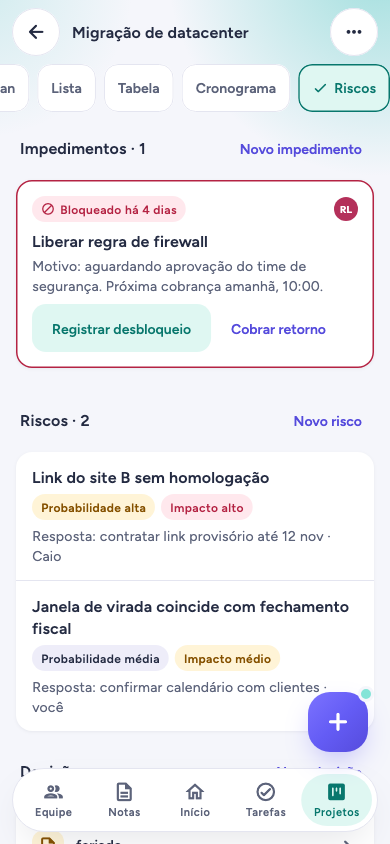 Migração de datacenter
an
Lista
Tabela
Cronograma
Riscos
Impedimentos · 1
Novo impedimento
Bloqueado há 4 dias
RL
Liberar regra de firewall
Motivo: aguardando aprovação do time de
segurança. Próxima cobrança amanhã, 10:00.
Registrar desbloqueio
Cobrar retorno
Riscos · 2
Novo risco
Link do site B sem homologação
Probabilidade alta
Impacto alto
Resposta: contratar link provisório até 12 nov ·
Caio
Janela de virada coincide com fechamento
fiscal
Probabilidade média
Impacto médio
Resposta: confirmar calendário com clientes ·
você
Equipe
Notas
Início
Tarefas
Projetos